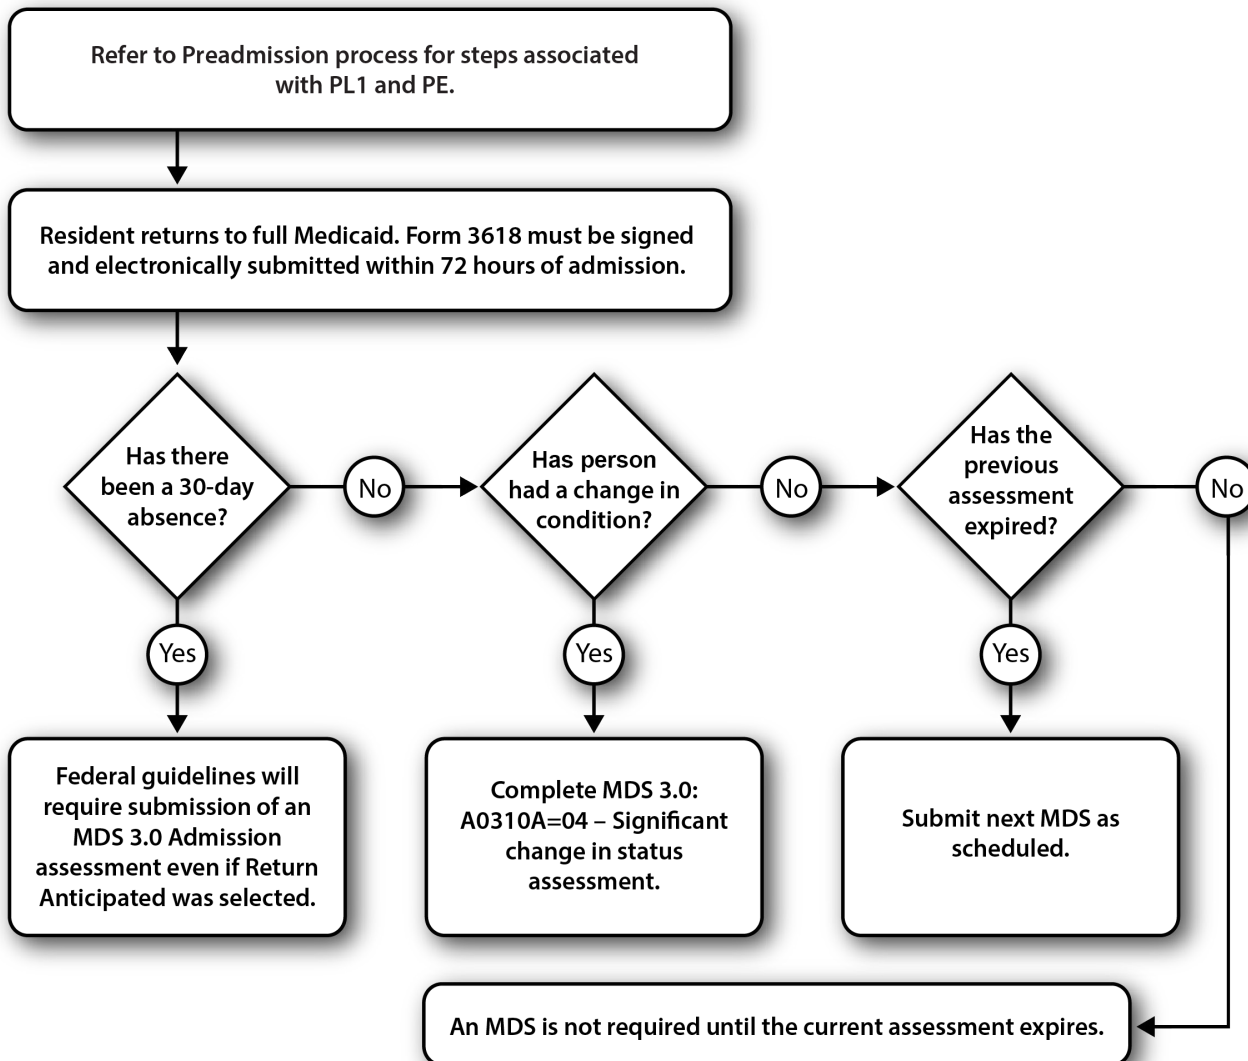 Refer to Preadmission process for steps associated
with PL1 and PE.
Resident returns to full Medicaid. Form 3618 must be signed
and electronically submitted within 72 hours of admission.
Has there
been a 30-day
absence?
No
Has person
had a change in
condition?
No
Has the
previous
assessment
expired?
No
Yes
Yes
Yes
Federal guidelines will
require submission of an
MDS 3.0 Admission
assessment even if Return
Anticipated was selected.
Complete MDS 3.0:
A0310A=04 – Significant
change in status
assessment.
Submit next MDS as
scheduled.
An MDS is not required until the current assessment expires.